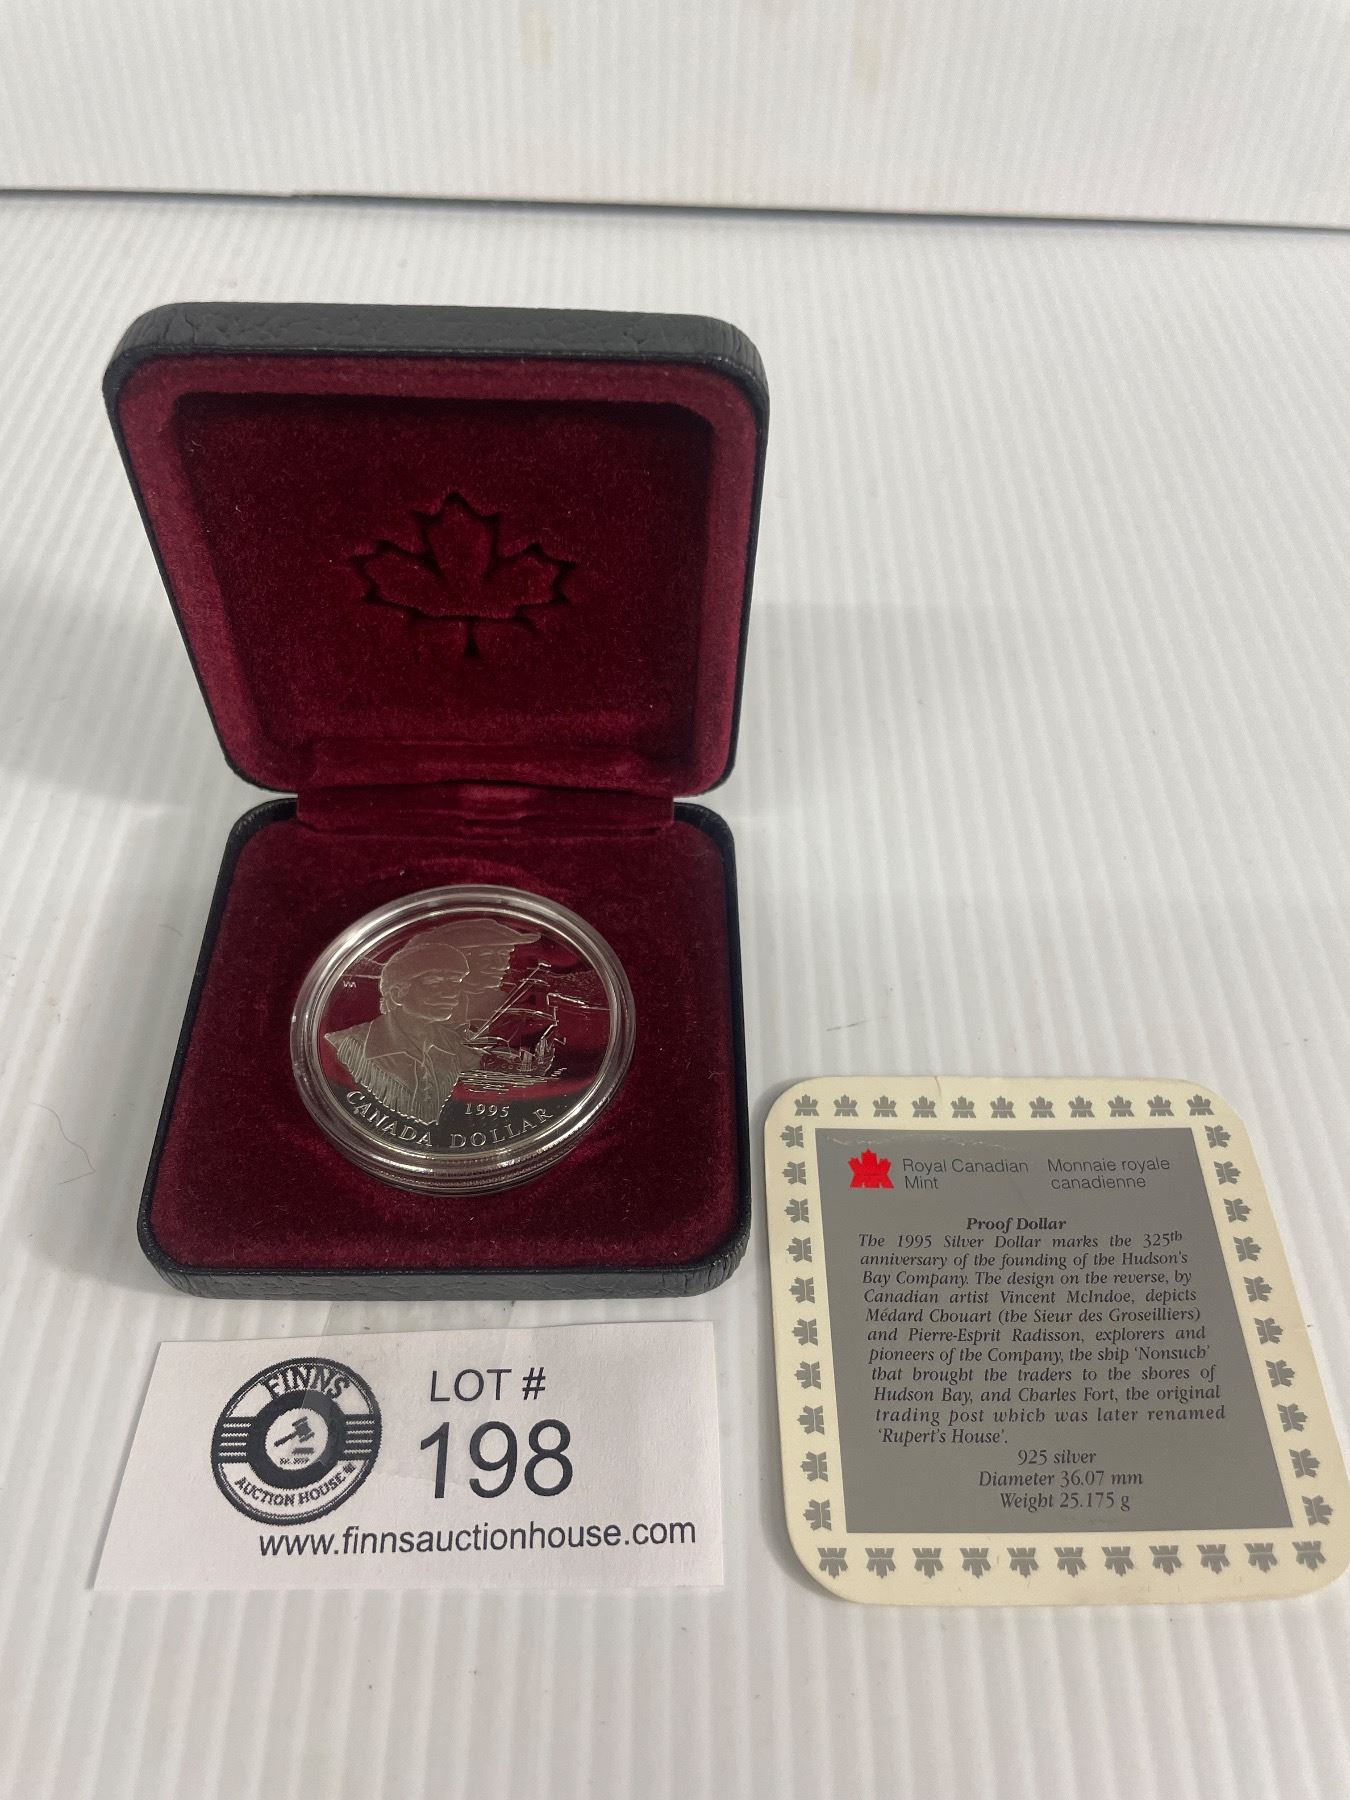 VM
1995
CANADA DOLLAR
FINNS
AUCTION HOUSE
LOT #
198
www.finnsauctionhouse.com
Royal Canadian Mint
Monnaie royale canadienne
Proof Dollar
The 1995 Silver Dollar marks the 325th
anniversary of the founding of the Hudson's
Bay Company. The design on the reverse, by
Canadian artist Vincent McIndoe, depicts
Médard Chouart (the Sieur des Groseilliers)
and Pierre-Esprit Radisson, explorers and
pioneers of the Company, the ship 'Nonsuch'
that brought the traders to the shores of
Hudson Bay, and Charles Fort, the original
trading post which was later renamed
'Rupert's House'.
925 silver
Diameter 36.07 mm
Weight 25.175 g